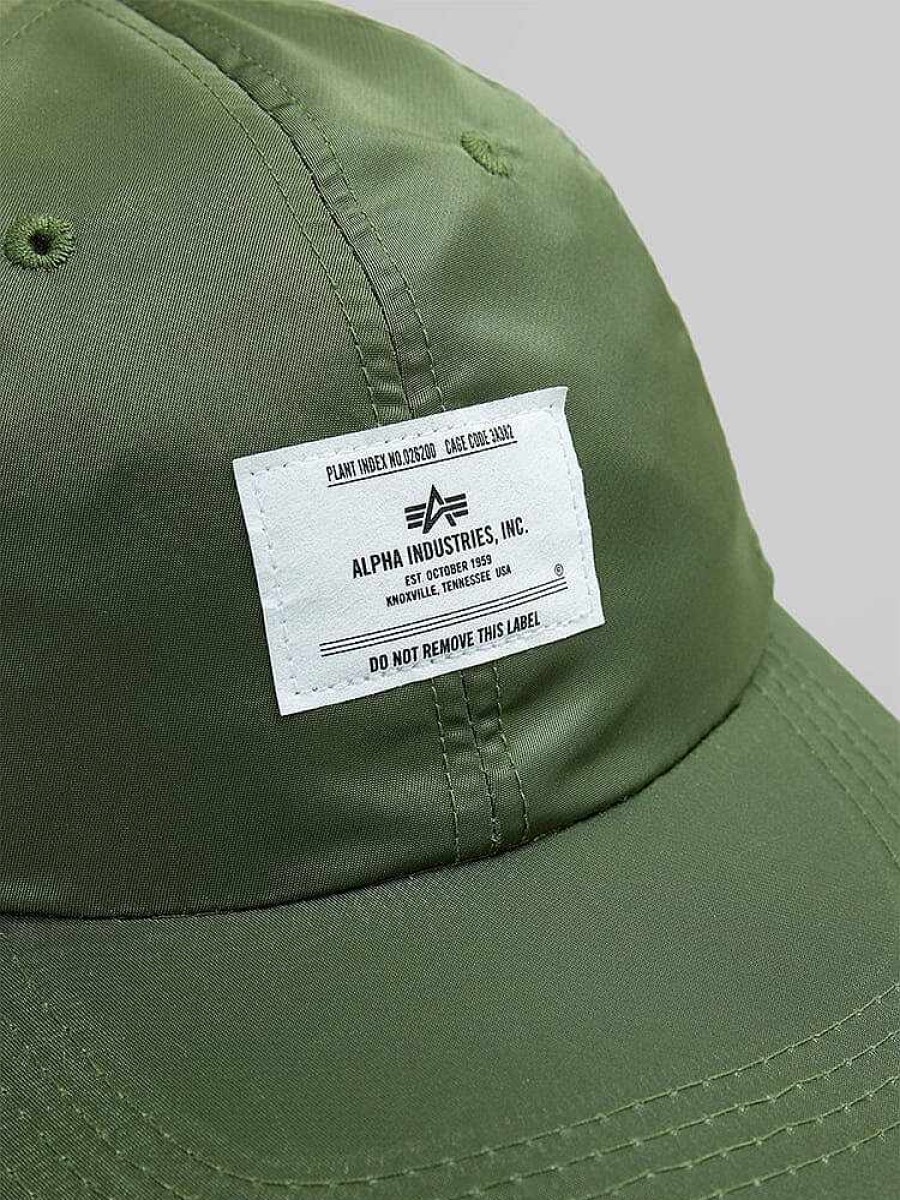 PLANT INDEX NO.026200 CAGE CODE 3A3X2
ALPHA INDUSTRIES, INC.
EST OCTOBER 1959
KNOXVILLE, TENNESSEE USA
©
DO NOT REMOVE THIS LABEL